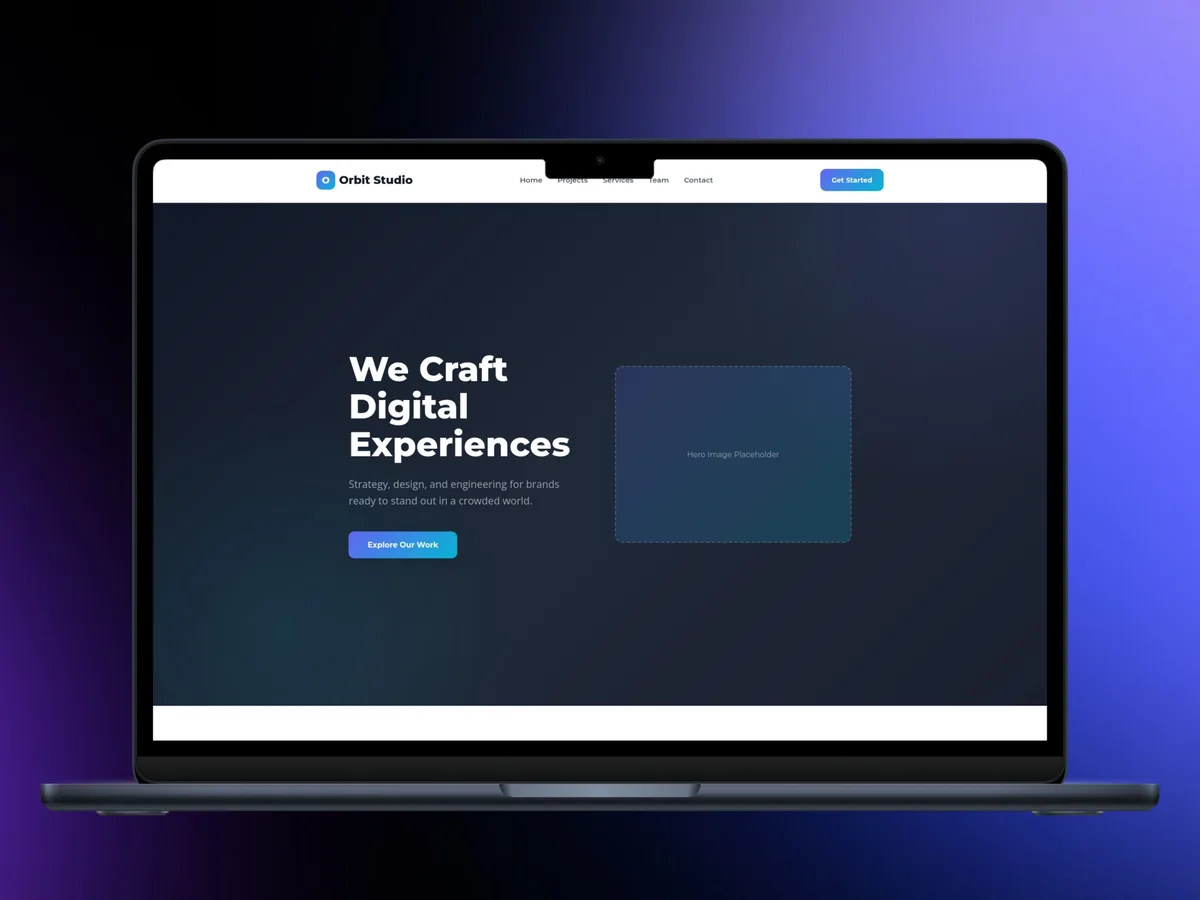 O Orbit Studio
Home Projects Services Team Contact
Get Started
We Craft
Digital
Experiences
Strategy, design, and engineering for brands
ready to stand out in a crowded world.
Explore Our Work
Hero Image Placeholder